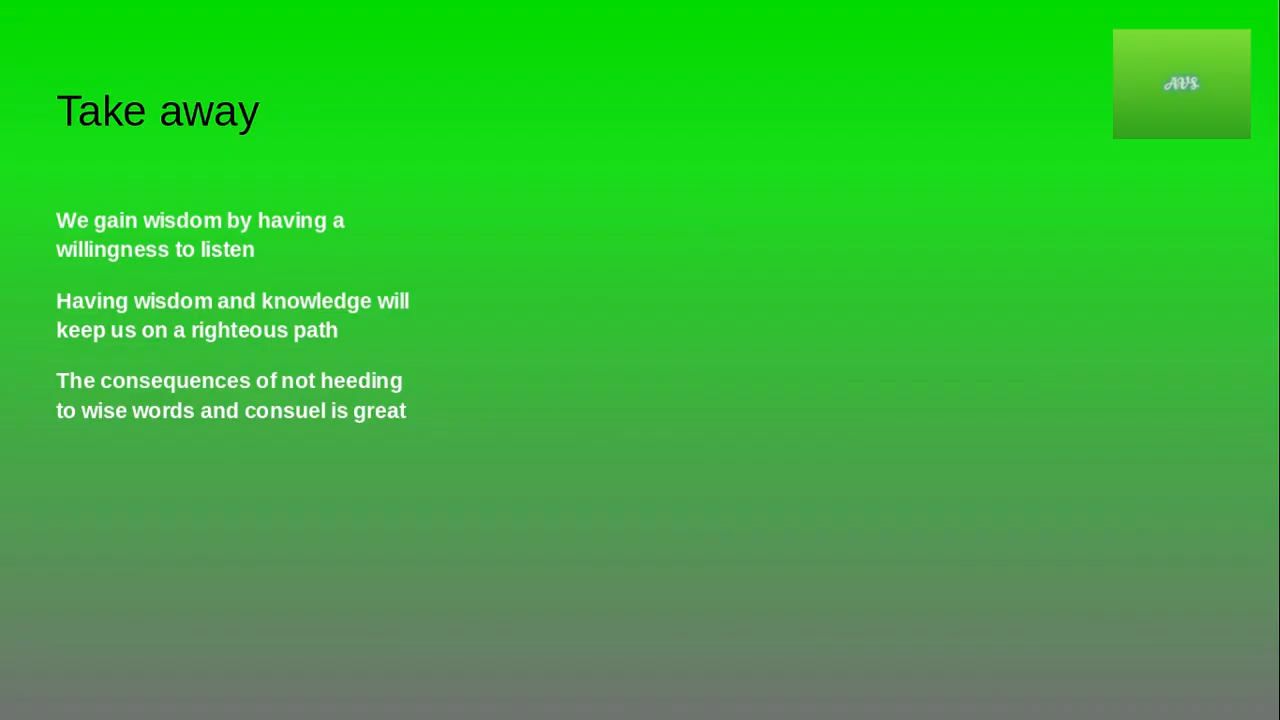 AVS
Take away
We gain wisdom by having a
willingness to listen
Having wisdom and knowledge will
keep us on a righteous path
The consequences of not heeding
to wise words and consuel is great